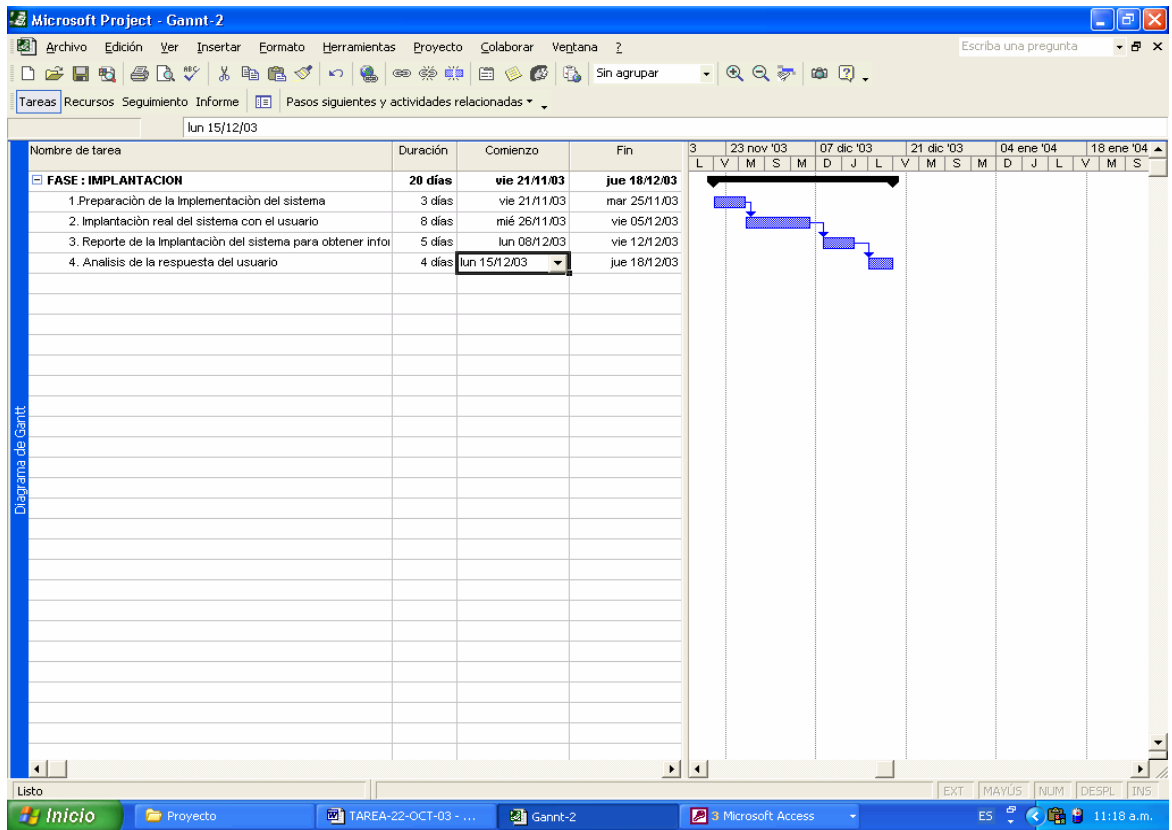 Microsoft Project - Gannt-2
Archivo Edición Ver Insertar Formato Herramientas Proyecto Colaborar Ventana ? Escriba una pregunta
Sin agrupar
Tareas Recursos Seguimiento Informe Pasos siguientes y actividades relacionadas
lun 15/12/03
Nombre de tarea Duración Comienzo Fin 3 23 nov '03 07 dic '03 21 dic '03 04 ene '04 18 ene '04
L V M S M D J L V M S M D J L V M S
FASE : IMPLANTACION 20 días vie 21/11/03 jue 18/12/03
1.Preparaciòn de la Implementaciòn del sistema 3 días vie 21/11/03 mar 25/11/03
2. Implantaciòn real del sistema con el usuario 8 días mié 26/11/03 vie 05/12/03
3. Reporte de la Implantaciòn del sistema para obtener infor 5 días lun 08/12/03 vie 12/12/03
4. Analisis de la respuesta del usuario 4 días lun 15/12/03 jue 18/12/03
Diagrama de Gantt
Listo EXT MAYÚS NUM DESPL INS
Inicio Proyecto TAREA-22-OCT-03 - ... Gannt-2 3 Microsoft Access ES 11:18 a.m.